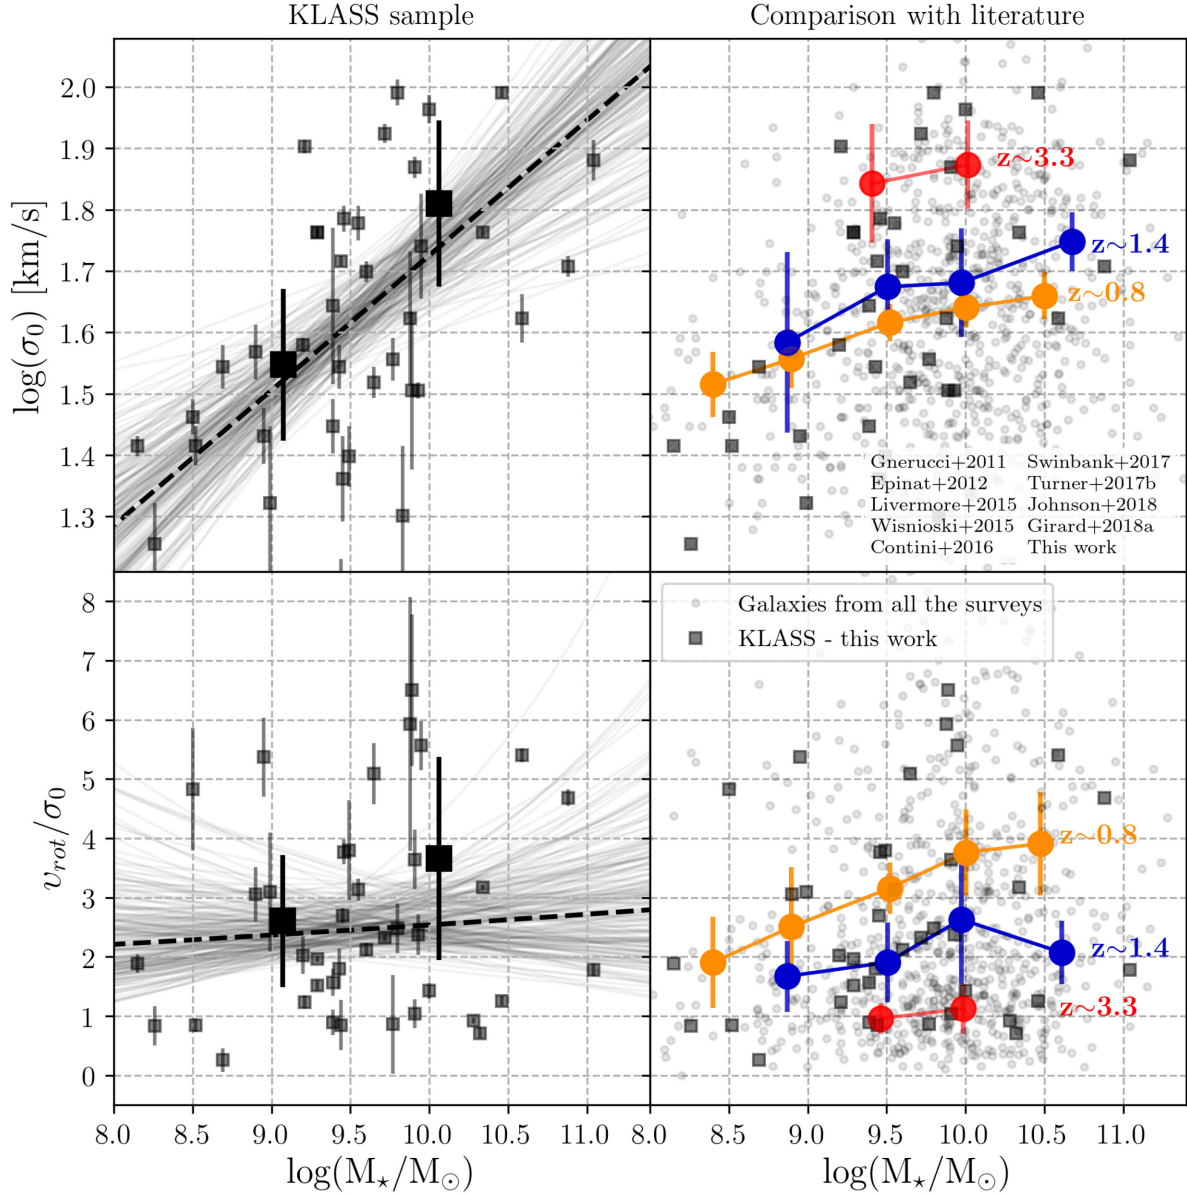 KLASS sample
Comparison with literature
log(σ₀) [km/s]
2.0
1.9
1.8
1.7
1.6
1.5
1.4
1.3
z~3.3
z~1.4
z~0.8
Gnerucci+2011 Swinbank+2017
Epinat+2012 Turner+2017b
Livermore+2015 Johnson+2018
Wisnioski+2015 Girard+2018a
Contini+2016 This work
v_rot/σ₀
8
7
6
5
4
3
2
1
0
Galaxies from all the surveys
KLASS - this work
z~0.8
z~1.4
z~3.3
8.0 8.5 9.0 9.5 10.0 10.5 11.0
8.0 8.5 9.0 9.5 10.0 10.5 11.0
log(M⋆/M⊙)
log(M⋆/M⊙)